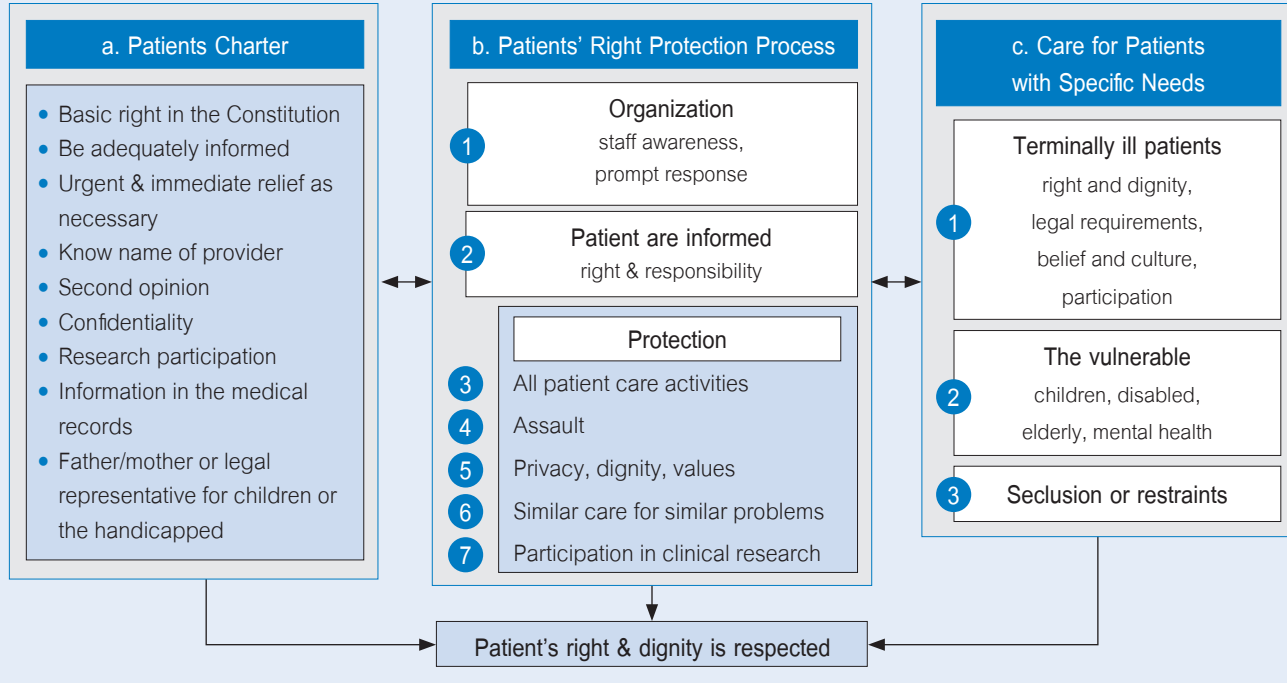 a. Patients Charter
• Basic right in the Constitution
• Be adequately informed
• Urgent & immediate relief as
necessary
• Know name of provider
• Second opinion
• Confidentiality
• Research participation
• Information in the medical
records
• Father/mother or legal
representative for children or
the handicapped
b. Patients’ Right Protection Process
1
Organization
staff awareness,
prompt response
2
Patient are informed
right & responsibility
Protection
3 All patient care activities
4 Assault
5 Privacy, dignity, values
6 Similar care for similar problems
7 Participation in clinical research
c. Care for Patients
with Specific Needs
1
Terminally ill patients
right and dignity,
legal requirements,
belief and culture,
participation
2
The vulnerable
children, disabled,
elderly, mental health
3 Seclusion or restraints
Patient’s right & dignity is respected